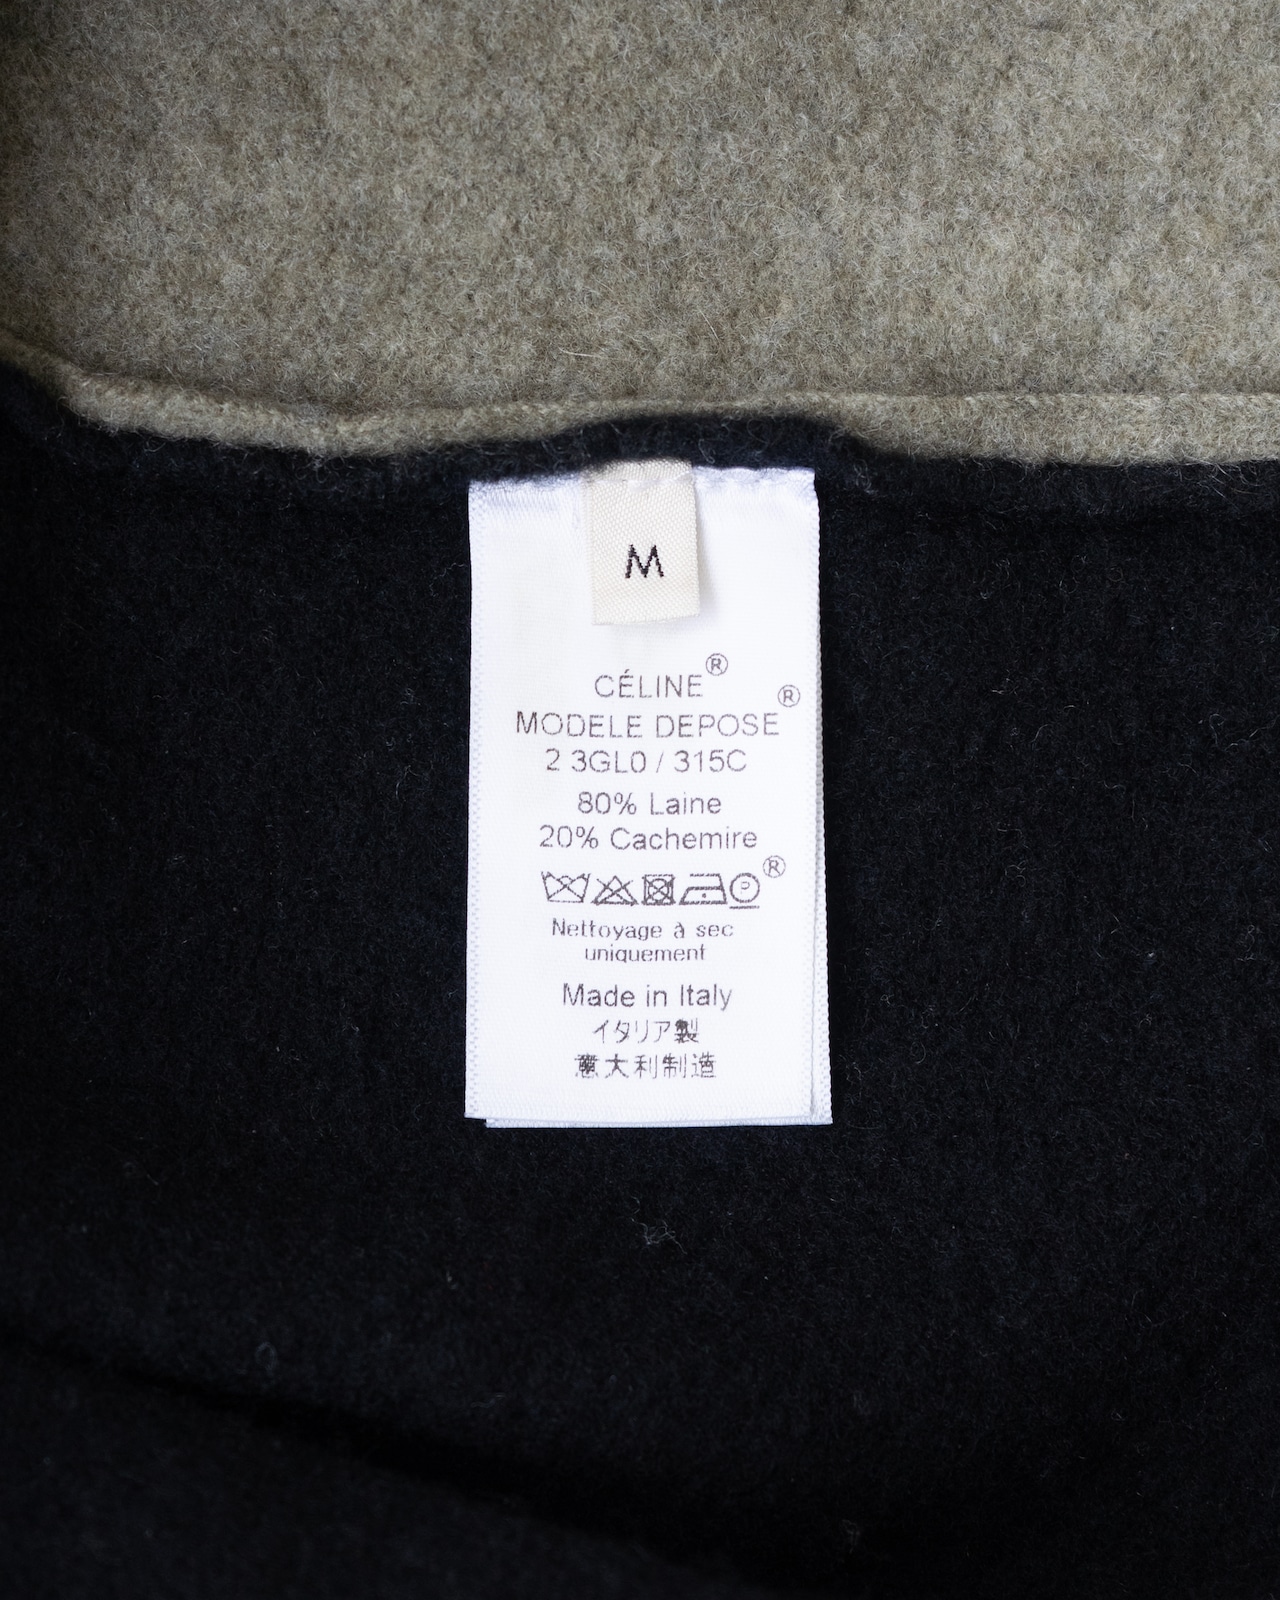 M
CÉLINE®
MODELE DEPOSE®
2 3GL0 / 315C
80% Laine
20% Cachemire
P ®
Nettoyage à sec
uniquement
Made in Italy
イタリア製
意大利制造